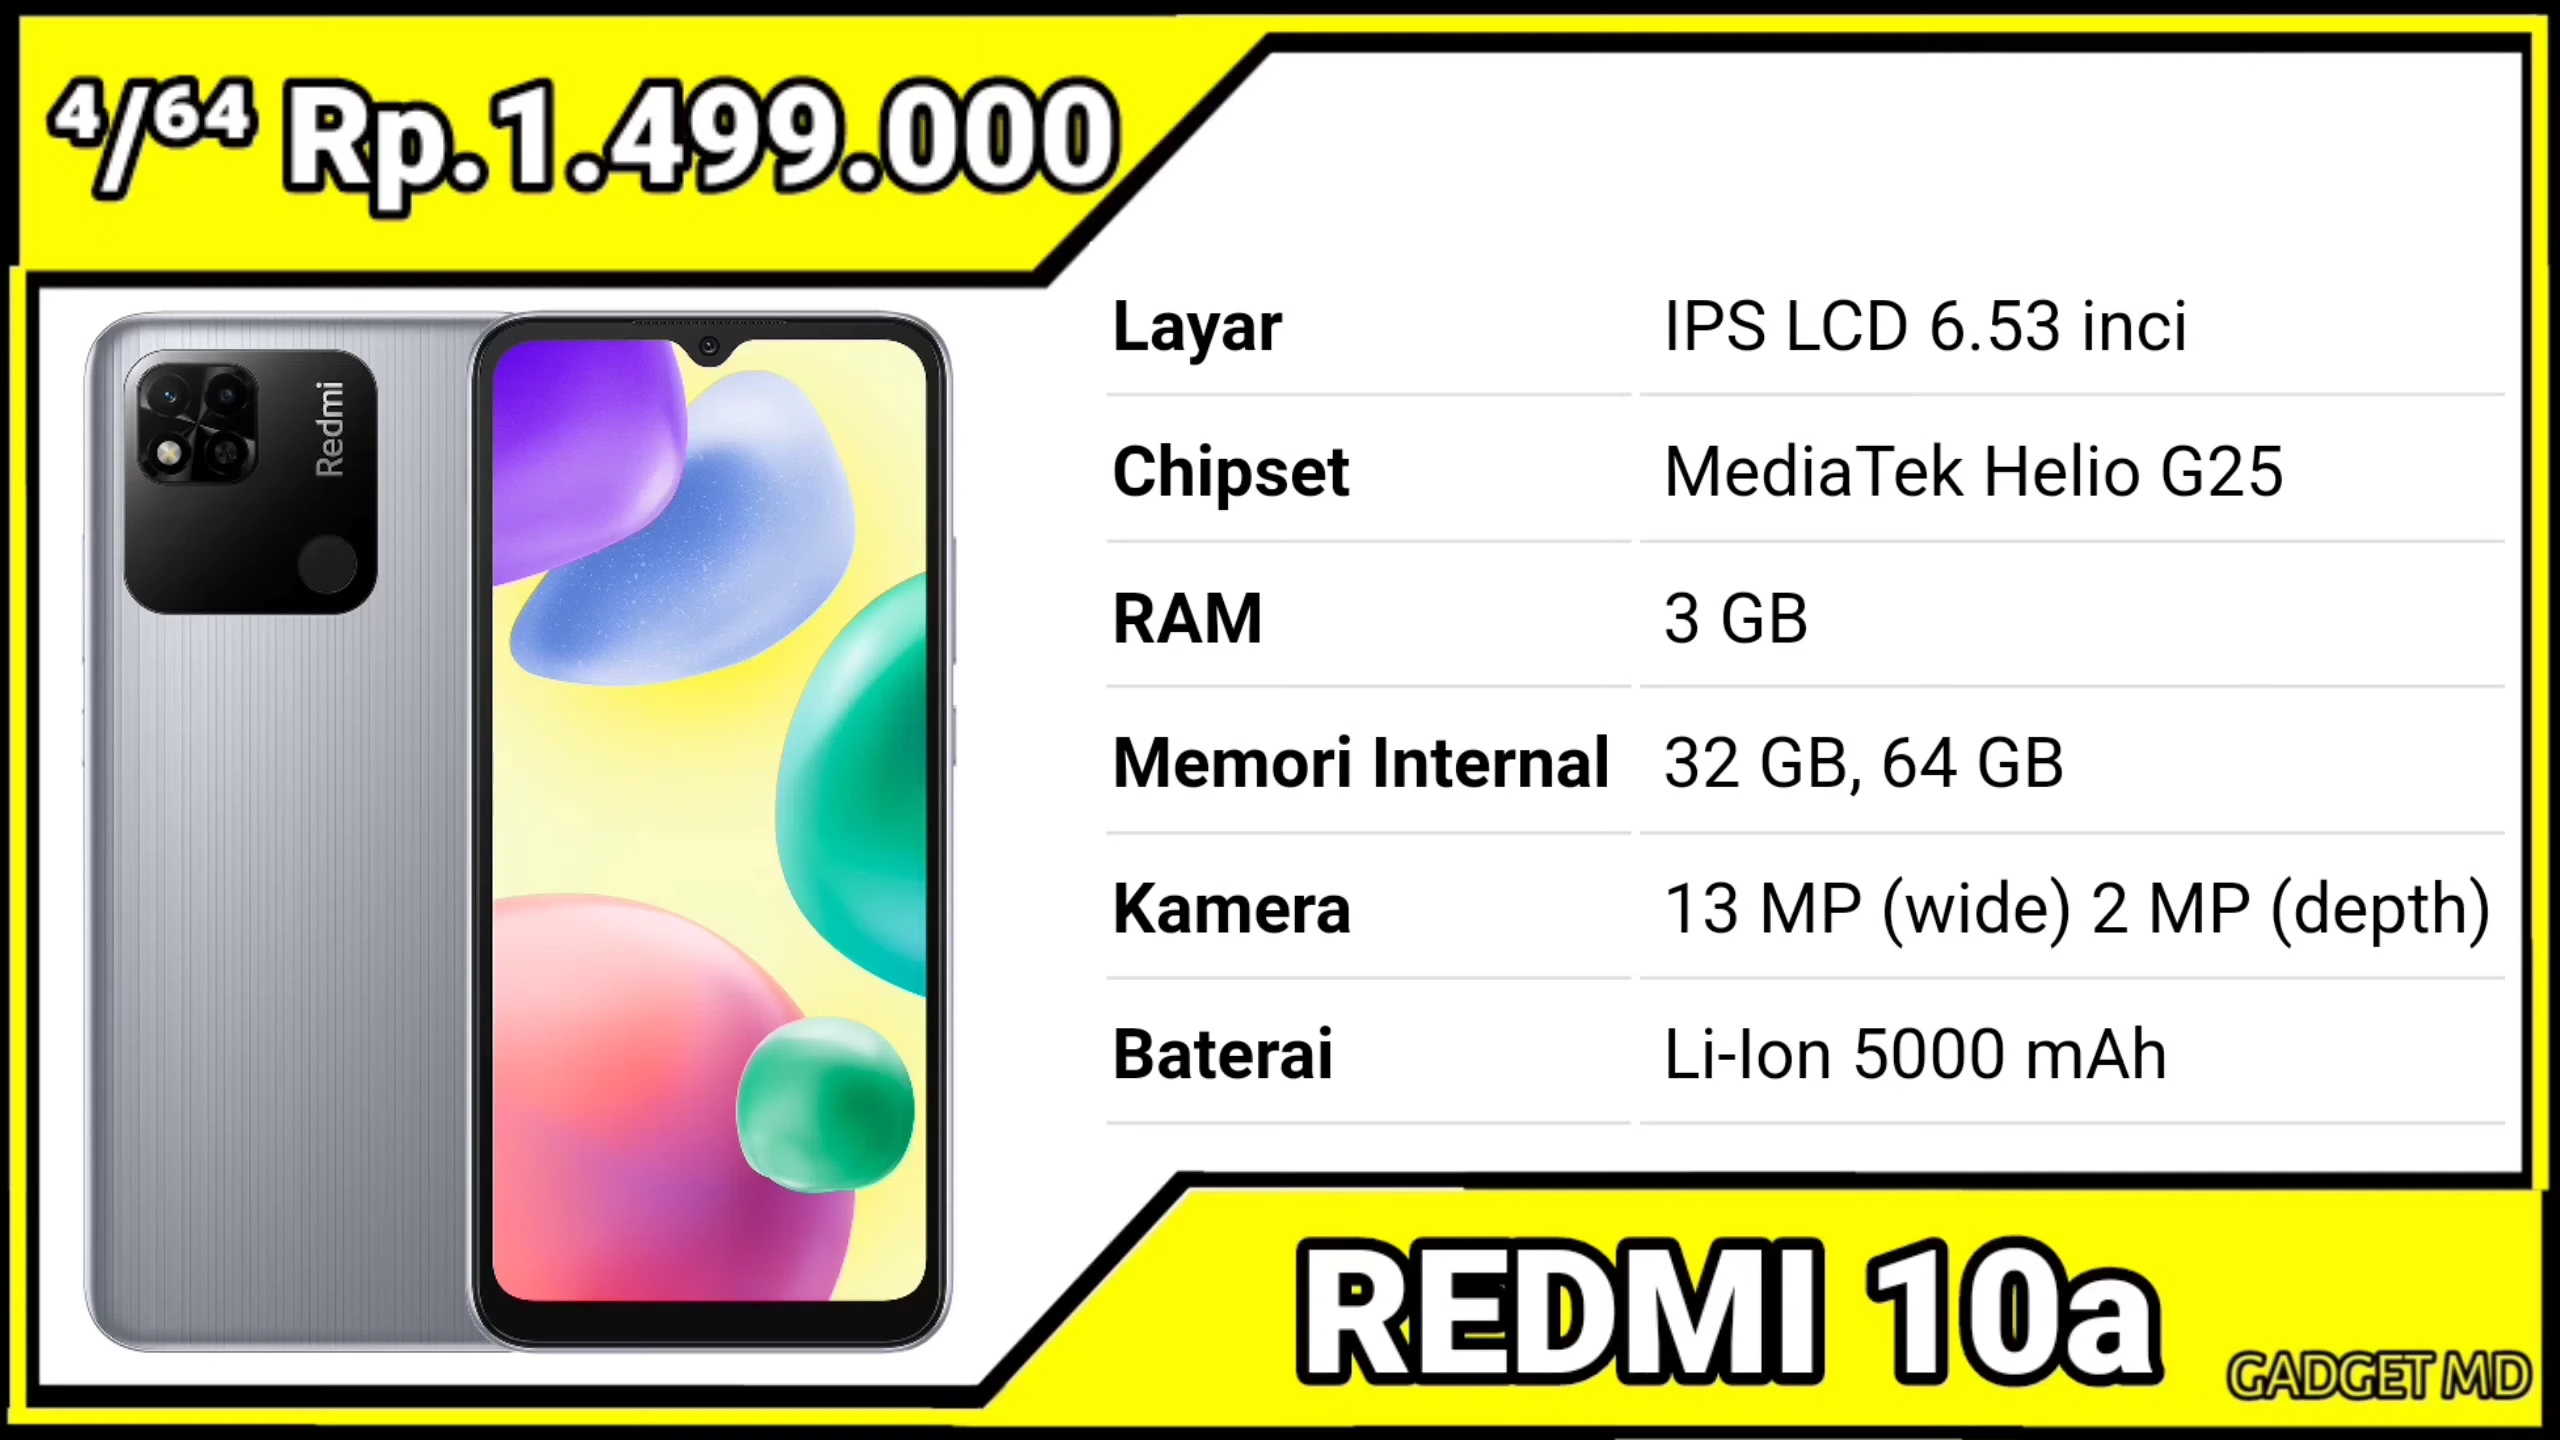 4/64 Rp.1.499.000
Redmi
Layar IPS LCD 6.53 inci
Chipset MediaTek Helio G25
RAM 3 GB
Memori Internal 32 GB, 64 GB
Kamera 13 MP (wide) 2 MP (depth)
Baterai Li-Ion 5000 mAh
REDMI 10a
GADGET MD